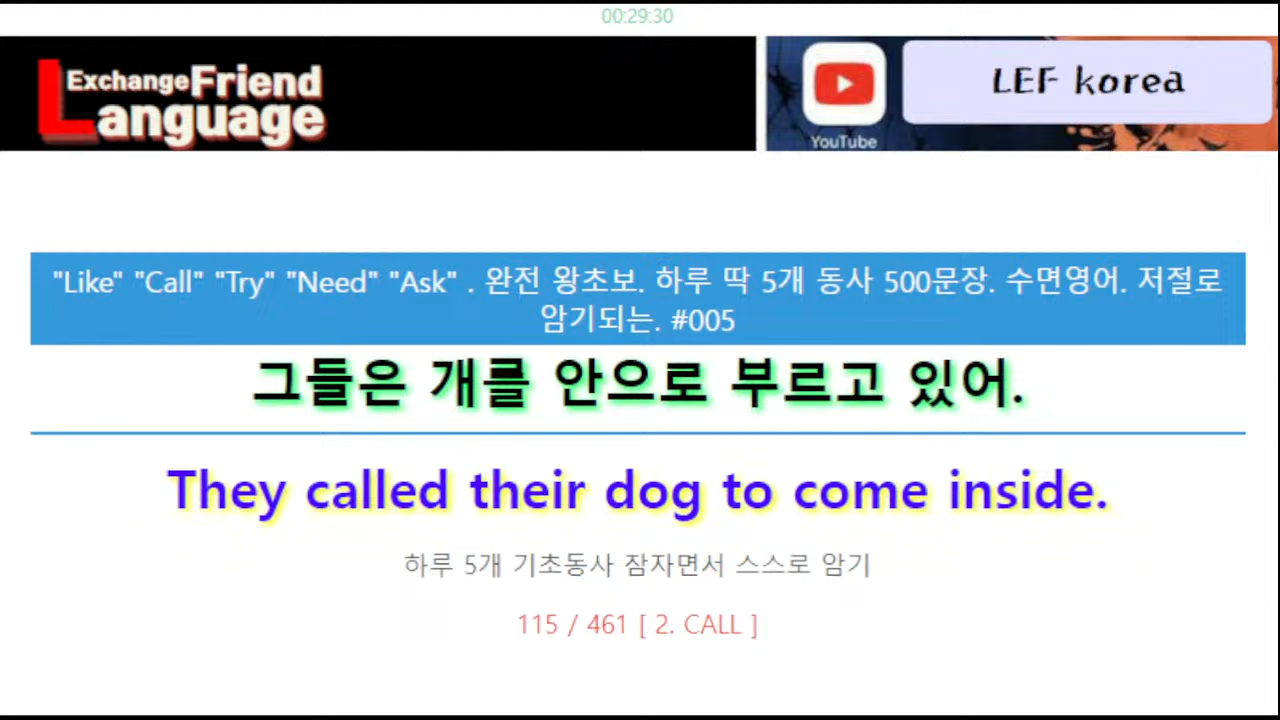 00:29:30
ExchangeFriend
Language
LEF korea
YouTube
"Like" "Call" "Try" "Need" "Ask" . 완전 왕초보. 하루 딱 5개 동사 500문장. 수면영어. 저절로
암기되는. #005
그들은 개를 안으로 부르고 있어.
They called their dog to come inside.
하루 5개 기초동사 잠자면서 스스로 암기
115 / 461 [ 2. CALL ]